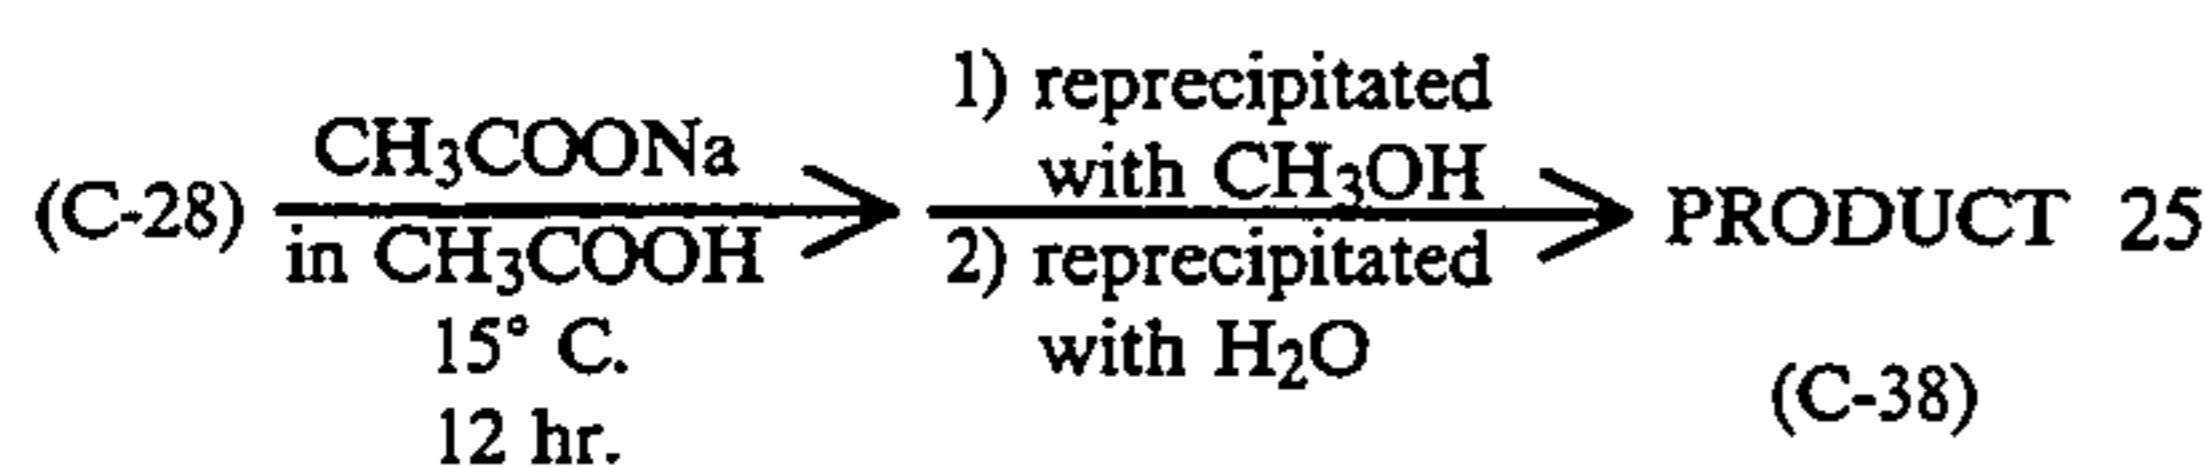 (C-28)
CH3COONa
in CH3COOH
15° C.
12 hr.
1) reprecipitated
with CH3OH
2) reprecipitated
with H2O
PRODUCT 25
(C-38)